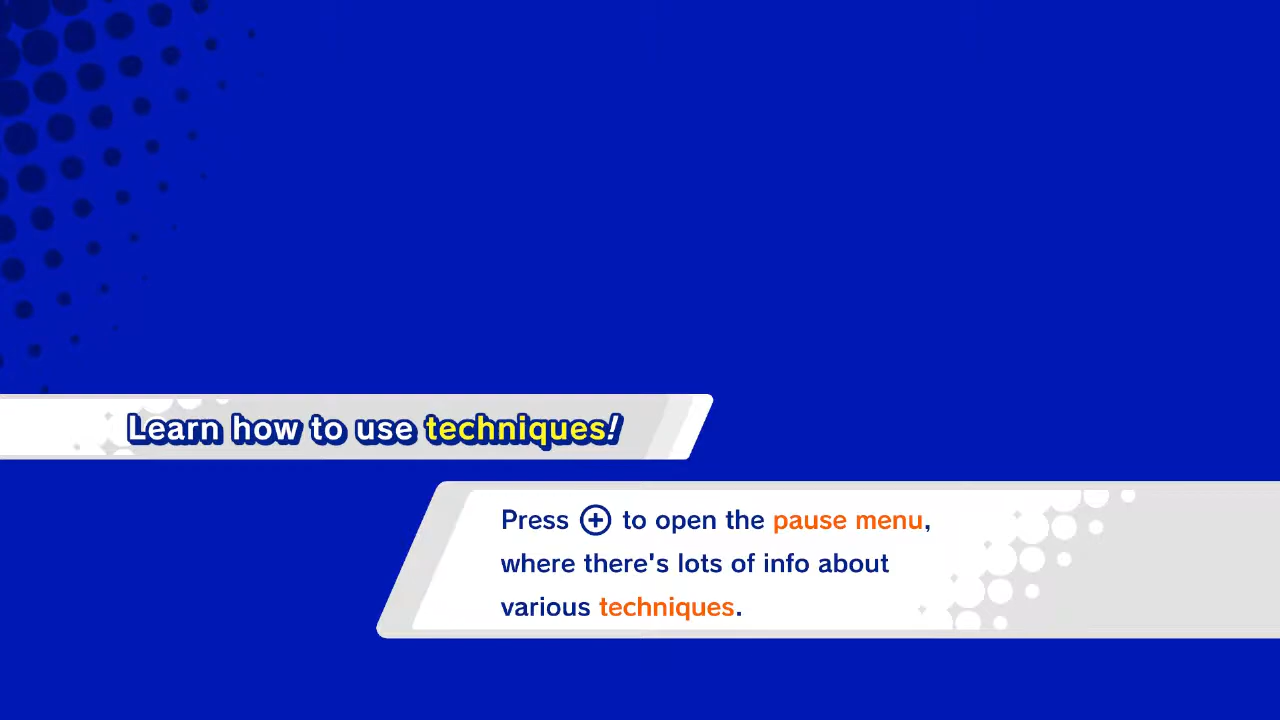 Learn how to use techniques!
Press ⊕ to open the pause menu,
where there's lots of info about
various techniques.